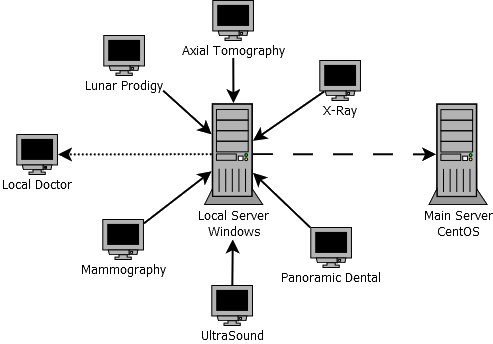 Axial Tomography
Lunar Prodigy
X-Ray
Local Doctor
Local Server
Windows
Main Server
CentOS
Mammography
Panoramic Dental
UltraSound